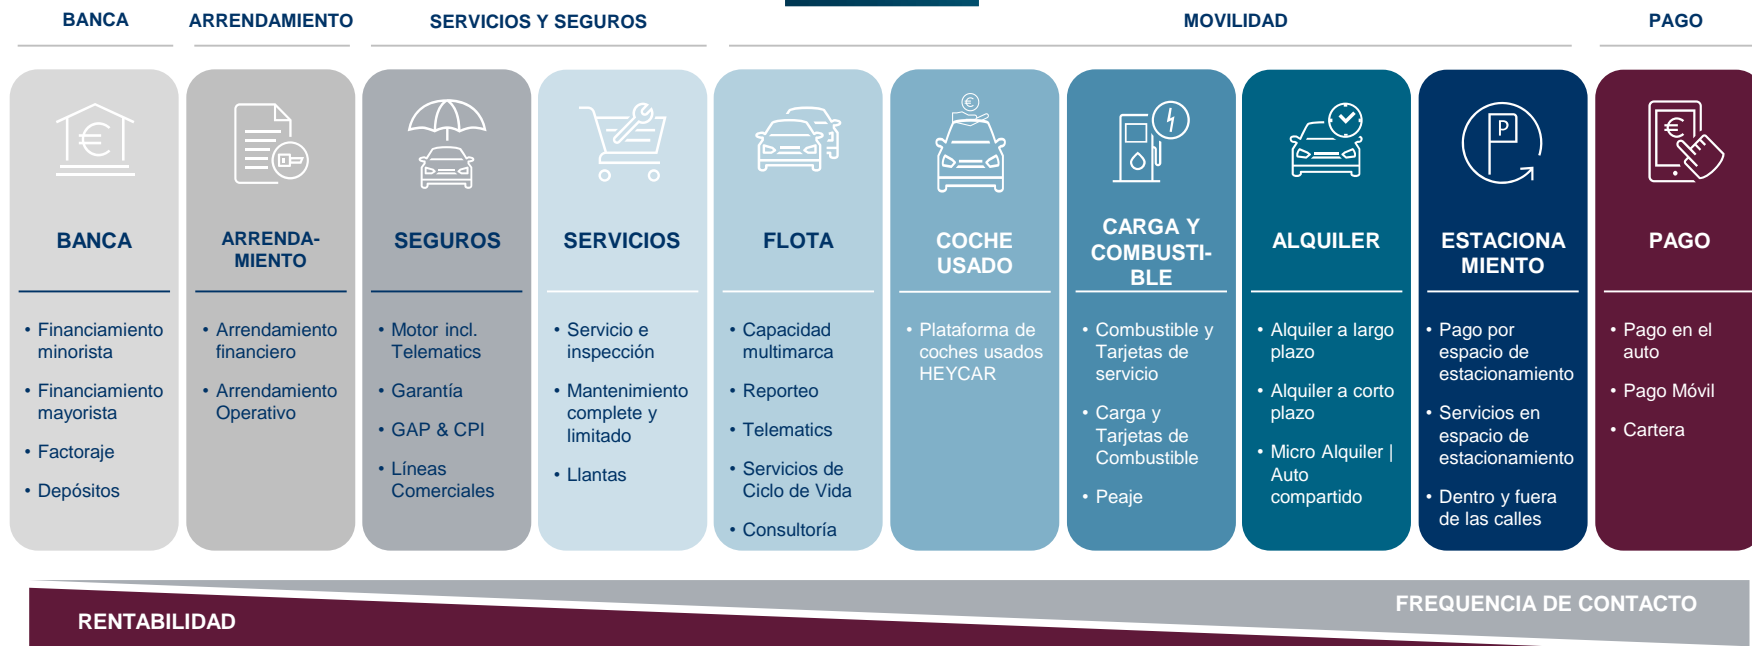 BANCA
ARRENDAMIENTO
SERVICIOS Y SEGUROS
MOVILIDAD
PAGO
BANCA
• Financiamiento
minorista
• Financiamiento
mayorista
• Factoraje
• Depósitos
ARRENDA-
MIENTO
• Arrendamiento
financiero
• Arrendamiento
Operativo
SEGUROS
• Motor incl.
Telematics
• Garantía
• GAP & CPI
• Líneas
Comerciales
SERVICIOS
• Servicio e
inspección
• Mantenimiento
complete y
limitado
• Llantas
FLOTA
• Capacidad
multimarca
• Reporteo
• Telematics
• Servicios de
Ciclo de Vida
• Consultoría
COCHE
USADO
• Plataforma de
coches usados
HEYCAR
CARGA Y
COMBUSTI-
BLE
• Combustible y
Tarjetas de
servicio
• Carga y
Tarjetas de
Combustible
• Peaje
ALQUILER
• Alquiler a largo
plazo
• Alquiler a corto
plazo
• Micro Alquiler |
Auto
compartido
P
ESTACIONA
MIENTO
• Pago por
espacio de
estacionamiento
• Servicios en
espacio de
estacionamiento
• Dentro y fuera
de las calles
PAGO
• Pago en el
auto
• Pago Móvil
• Cartera
RENTABILIDAD
FREQUENCIA DE CONTACTO